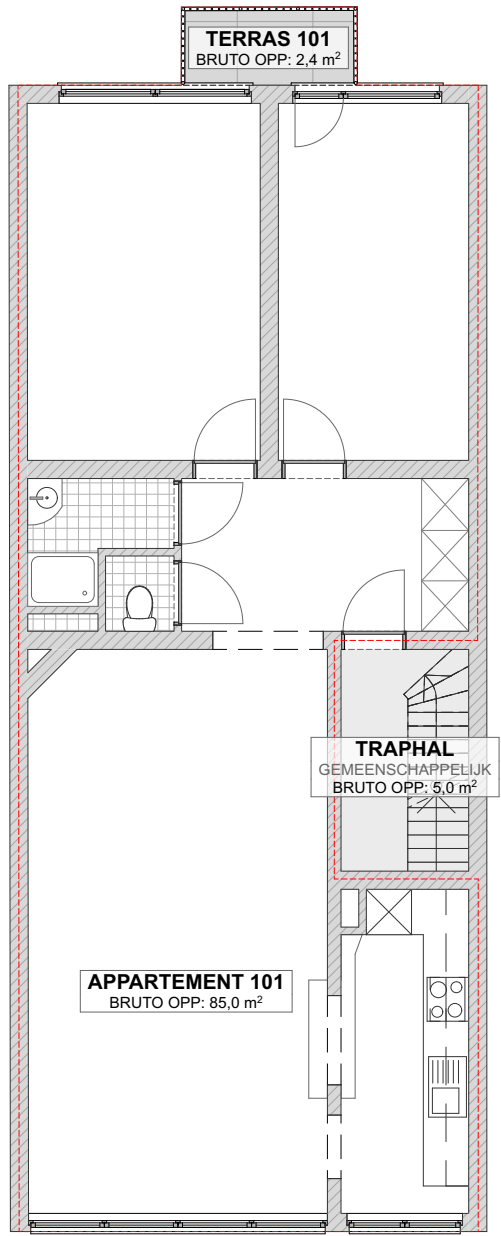 TERRAS 101
BRUTO OPP: 2,4 m²
TRAPHAL
GEMEENSCHAPPELIJK
BRUTO OPP: 5,0 m²
APPARTEMENT 101
BRUTO OPP: 85,0 m²